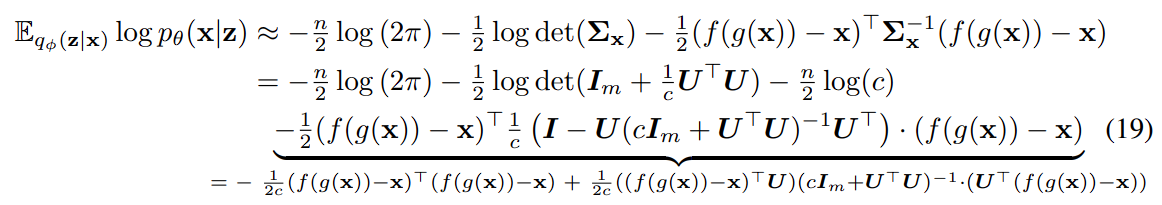 𝔼_{q_ϕ(𝐳|𝐱)} log p_θ(𝐱|𝐳) ≈ −n/2 log (2π) − 1/2 log det(𝚺_𝐱) − 1/2(f(g(𝐱)) − 𝐱)^⊤ 𝚺_𝐱^{−1}(f(g(𝐱)) − 𝐱)
= −n/2 log (2π) − 1/2 log det(𝑰_m + 1/c 𝑼^⊤𝑼) − n/2 log(c)
−1/2(f(g(𝐱)) − 𝐱)^⊤ 1/c (𝑰 − 𝑼(c𝑰_m + 𝑼^⊤𝑼)^{−1}𝑼^⊤) · (f(g(𝐱)) − 𝐱) (19)
= − 1/2c (f(g(𝐱))−𝐱)^⊤(f(g(𝐱))−𝐱) + 1/2c ((f(g(𝐱))−𝐱)^⊤𝑼)(c𝑰_m+𝑼^⊤𝑼)^{−1}·(𝑼^⊤(f(g(𝐱))−𝐱))